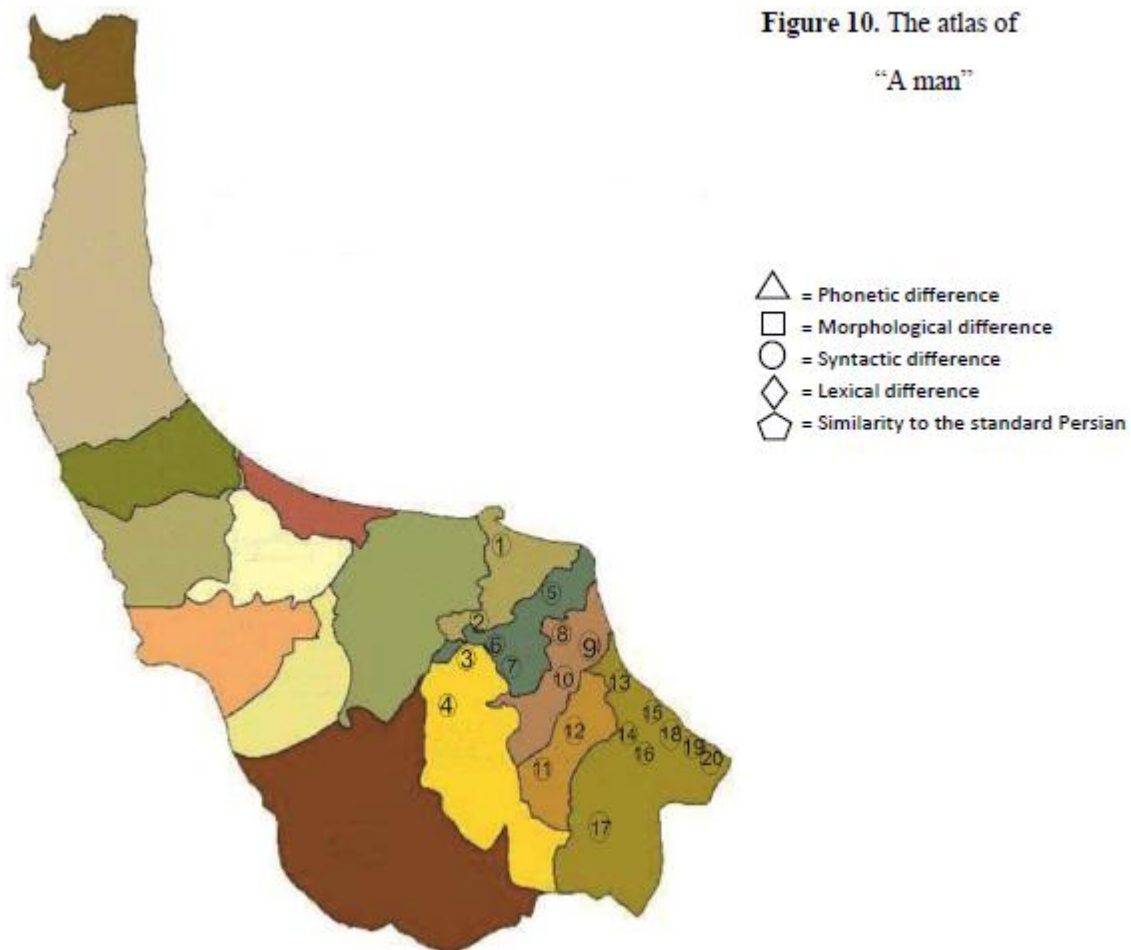 Figure 10. The atlas of
“A man”
= Phonetic difference
= Morphological difference
= Syntactic difference
= Lexical difference
= Similarity to the standard Persian
1
2
3
4
5
6
7
8
9
10
11
12
13
14
15
16
17
18
19
20